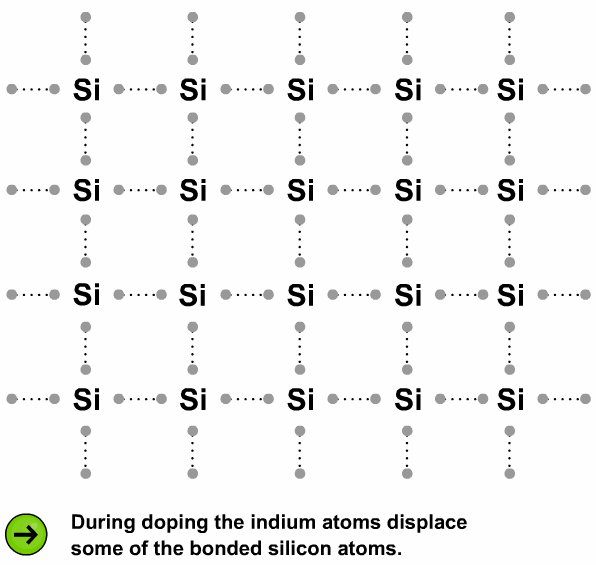 Si Si Si Si Si
Si Si Si Si Si
Si Si Si Si Si
Si Si Si Si Si
During doping the indium atoms displace
some of the bonded silicon atoms.